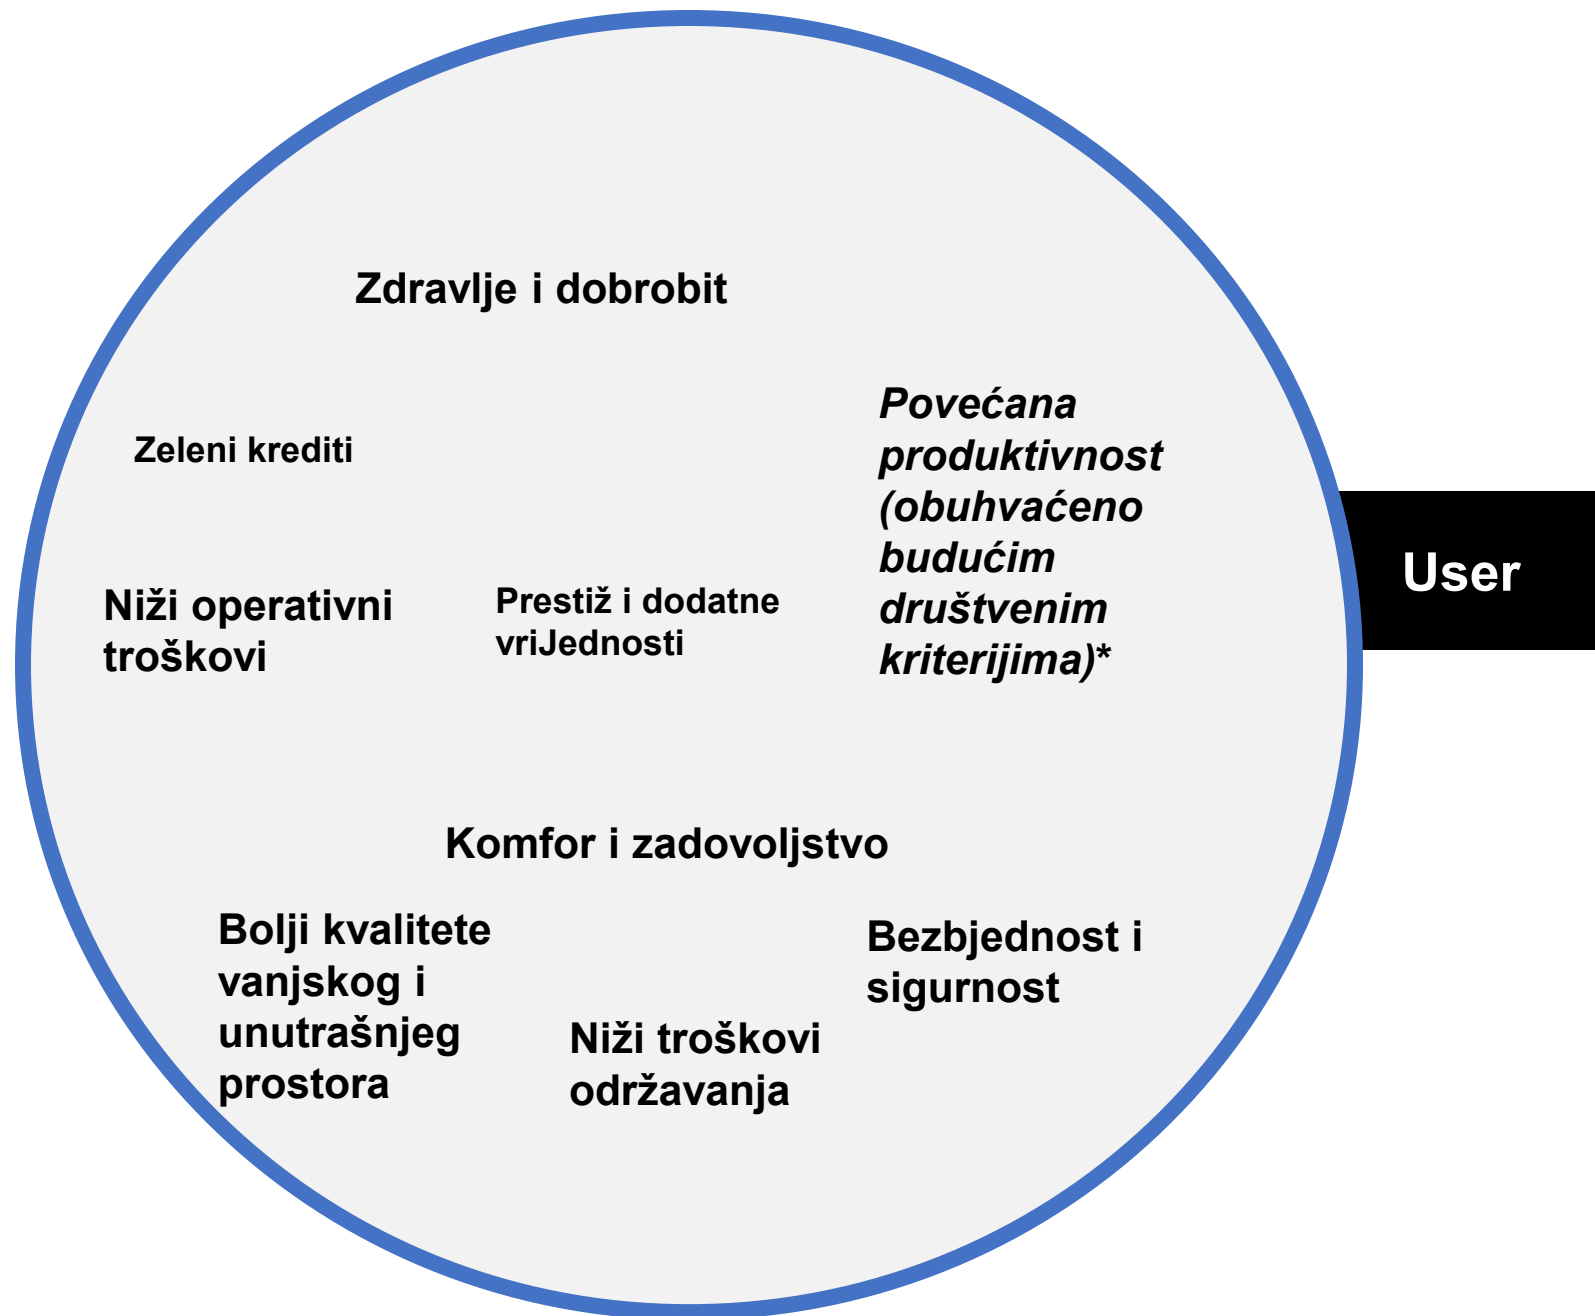 Zdravlje i dobrobit
Zeleni krediti
Povećana
produktivnost
(obuhvaćeno
budućim
društvenim
kriterijima)*
User
Niži operativni
troškovi
Prestiž i dodatne
vriJednosti
Komfor i zadovoljstvo
Bolji kvalitete
vanjskog i
unutrašnjeg
prostora
Niži troškovi
održavanja
Bezbjednost i
sigurnost